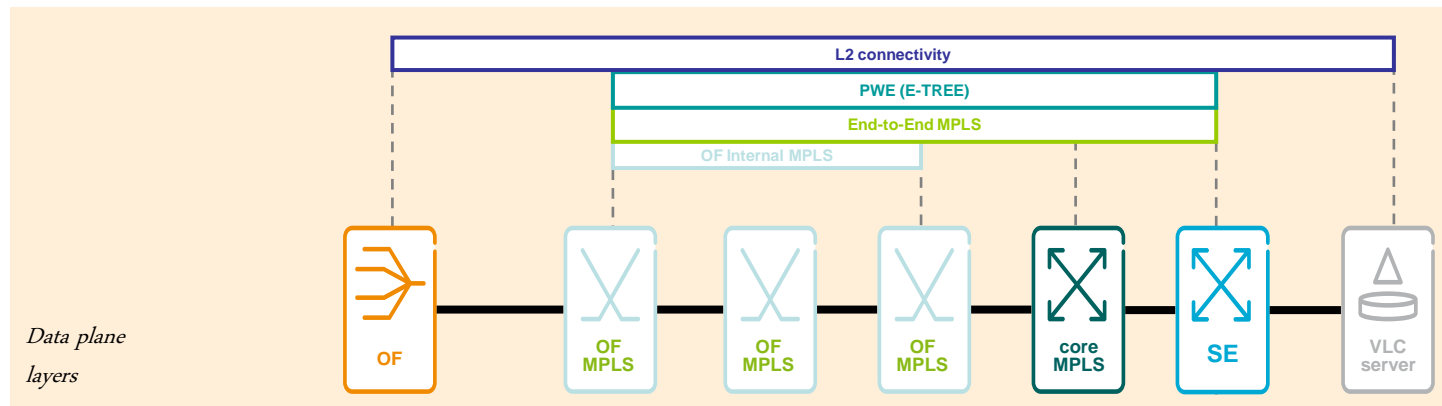 L2 connectivity
PWE (E-TREE)
End-to-End MPLS
OF Internal MPLS
Data plane
layers
OF
OF
MPLS
OF
MPLS
OF
MPLS
core
MPLS
SE
VLC
server